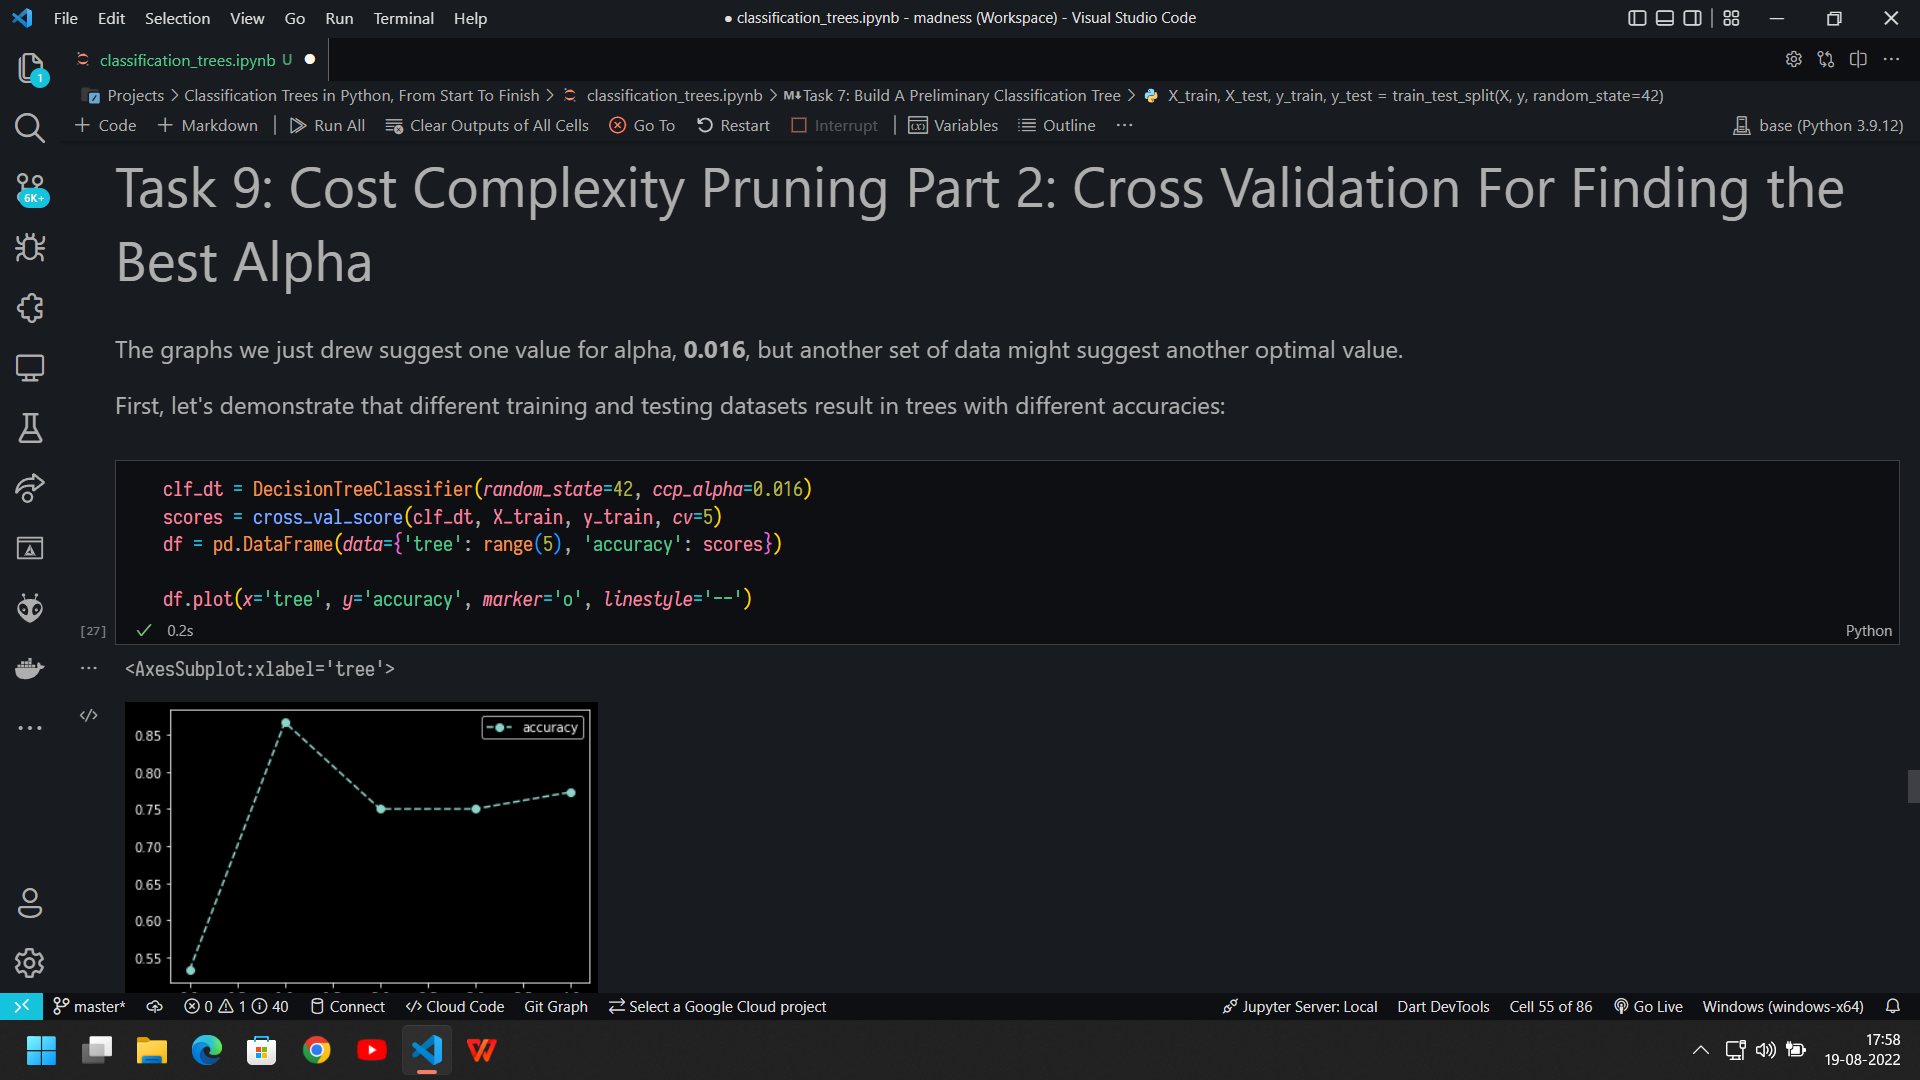 File Edit Selection View Go Run Terminal Help
● classification_trees.ipynb - madness (Workspace) - Visual Studio Code
classification_trees.ipynb U
Projects > Classification Trees in Python, From Start To Finish > classification_trees.ipynb > M↓Task 7: Build A Preliminary Classification Tree > X_train, X_test, y_train, y_test = train_test_split(X, y, random_state=42)
+ Code + Markdown Run All Clear Outputs of All Cells Go To Restart Interrupt Variables Outline ...
base (Python 3.9.12)
1
6K+
Task 9: Cost Complexity Pruning Part 2: Cross Validation For Finding the
Best Alpha
The graphs we just drew suggest one value for alpha, 0.016, but another set of data might suggest another optimal value.
First, let's demonstrate that different training and testing datasets result in trees with different accuracies:
clf_dt = DecisionTreeClassifier(random_state=42, ccp_alpha=0.016)
scores = cross_val_score(clf_dt, X_train, y_train, cv=5)
df = pd.DataFrame(data={'tree': range(5), 'accuracy': scores})
df.plot(x='tree', y='accuracy', marker='o', linestyle='--')
[27] 0.2s Python
<AxesSubplot:xlabel='tree'>
accuracy
0.85
0.80
0.75
0.70
0.65
0.60
0.55
master* 0 1 40 Connect Cloud Code Git Graph Select a Google Cloud project
Jupyter Server: Local Dart DevTools Cell 55 of 86 Go Live Windows (windows-x64)
17:58
19-08-2022